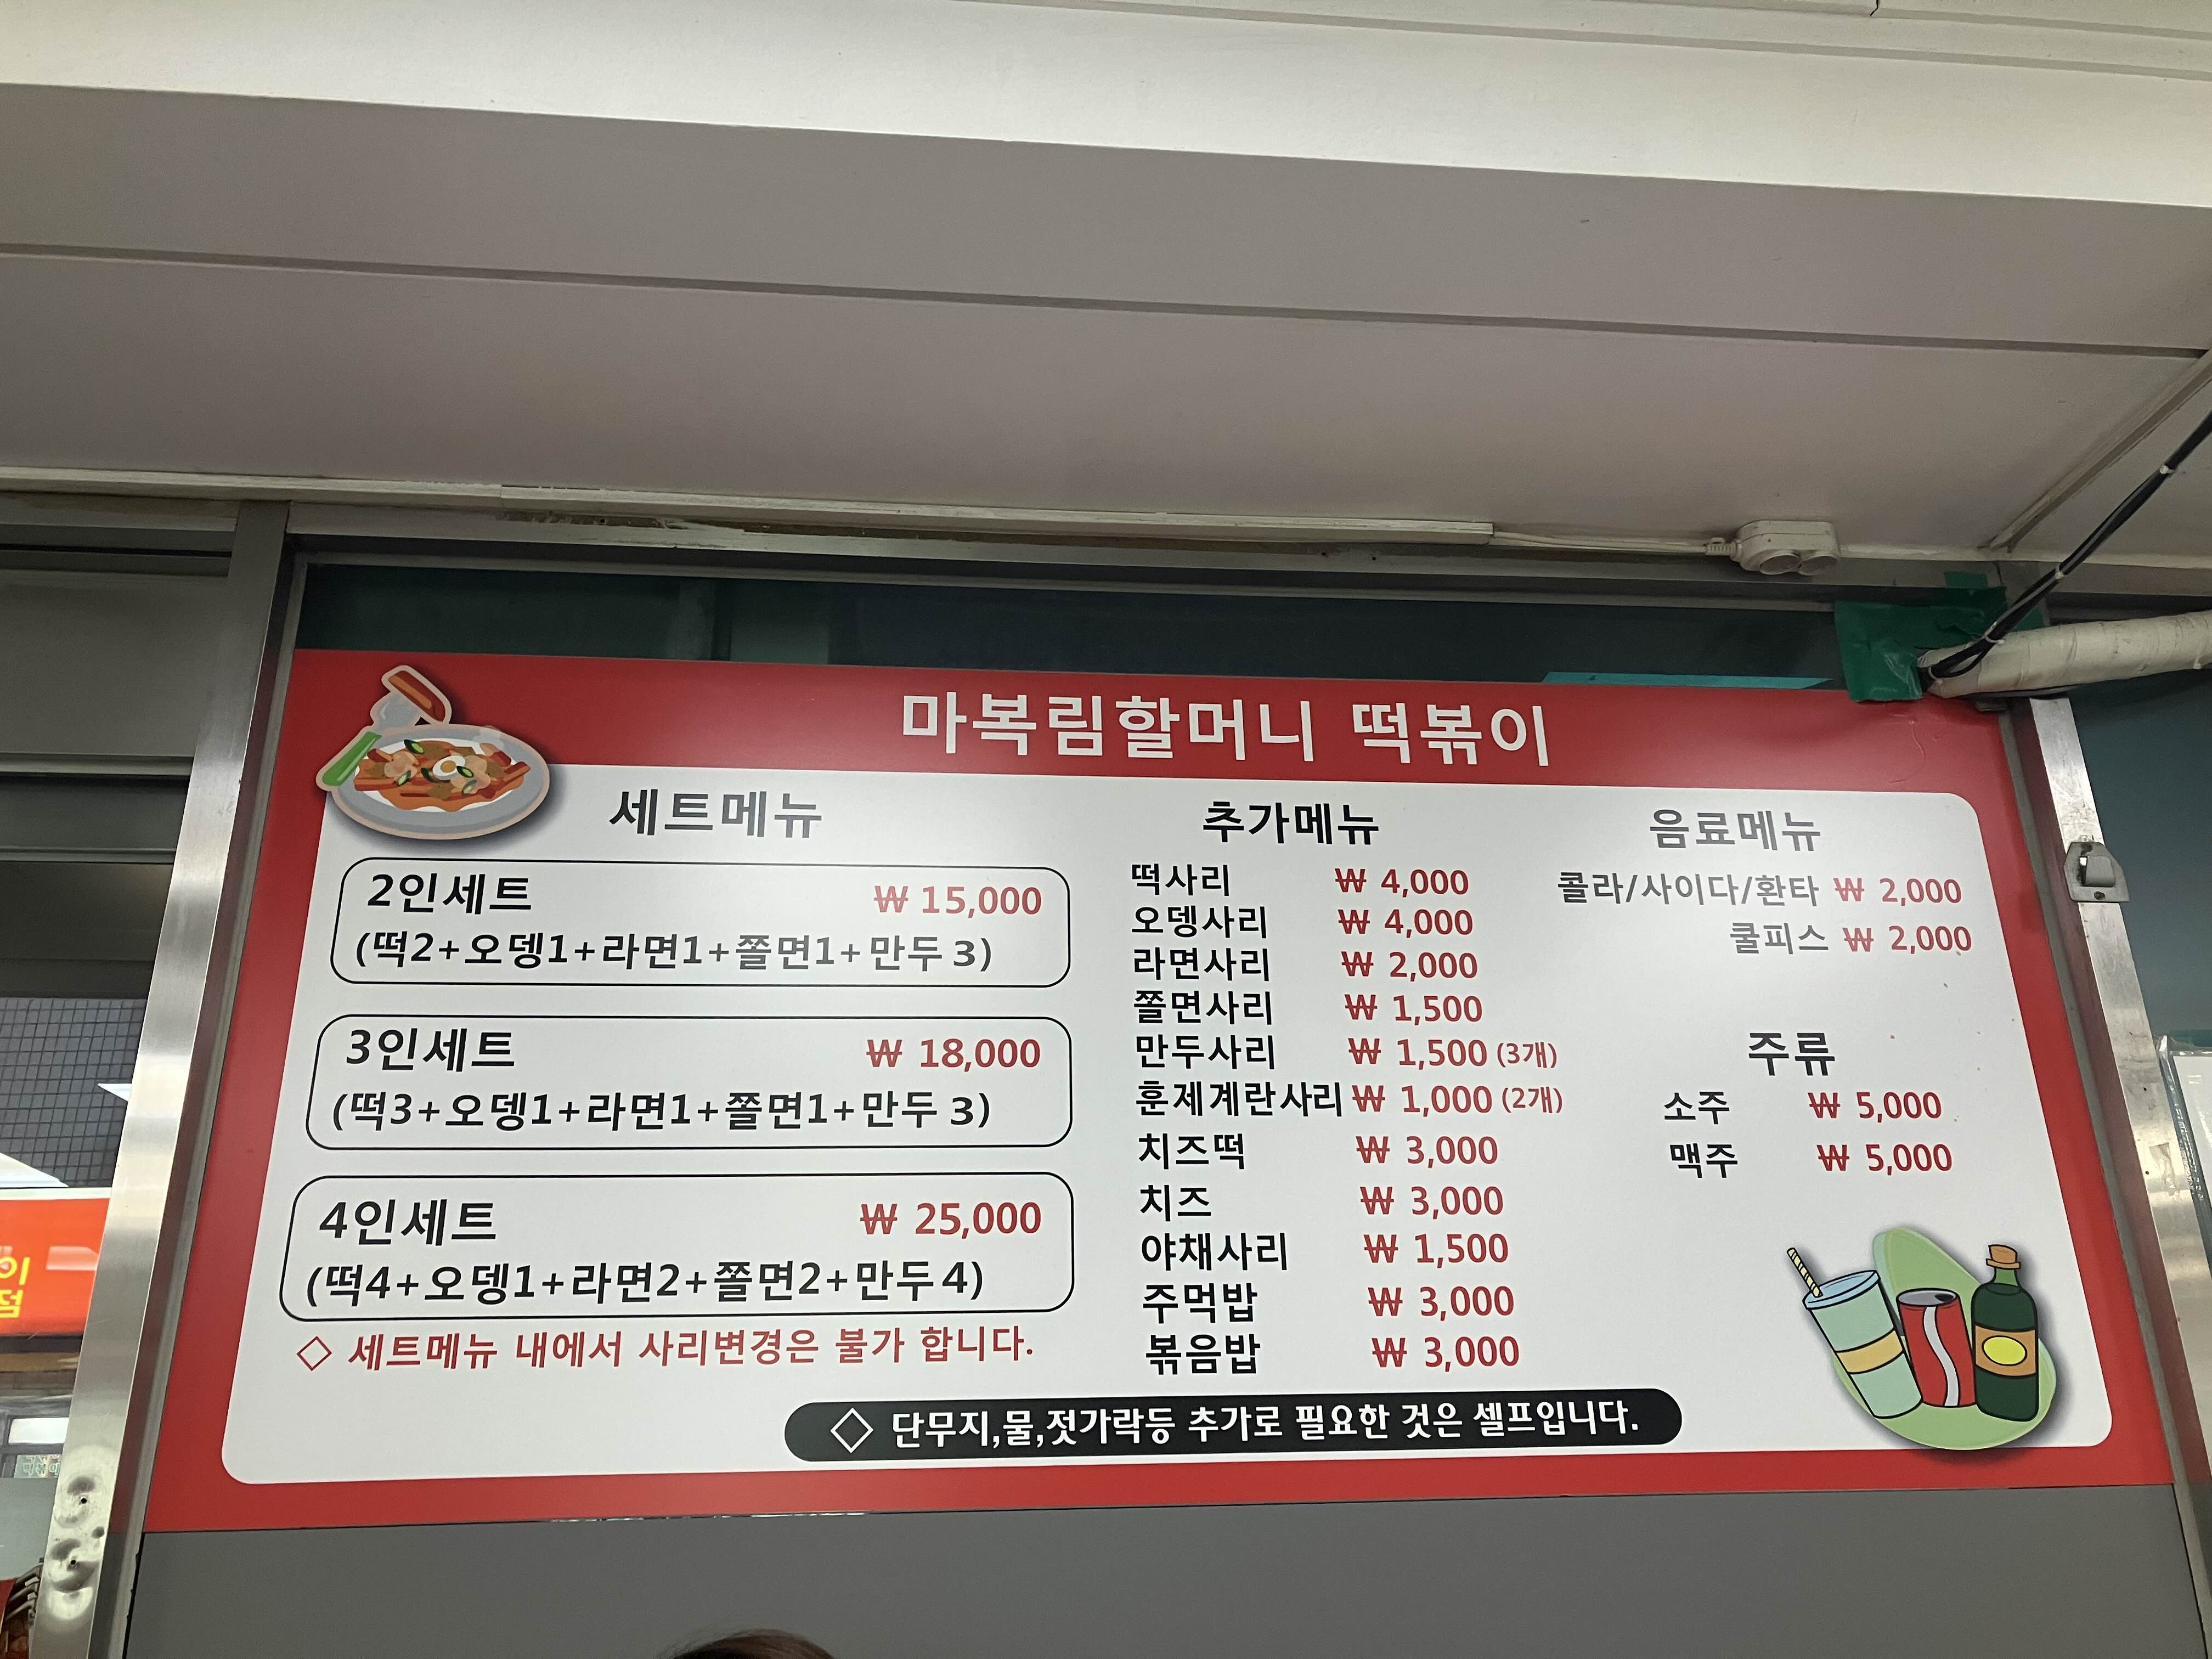 마복림할머니 떡볶이
세트메뉴
2인세트 ₩ 15,000
(떡2+오뎅1+라면1+쫄면1+만두 3)
3인세트 ₩ 18,000
(떡3+오뎅1+라면1+쫄면1+만두 3)
4인세트 ₩ 25,000
(떡4+오뎅1+라면2+쫄면2+만두 4)
◇ 세트메뉴 내에서 사리변경은 불가 합니다.
추가메뉴
떡사리 ₩ 4,000
오뎅사리 ₩ 4,000
라면사리 ₩ 2,000
쫄면사리 ₩ 1,500
만두사리 ₩ 1,500 (3개)
훈제계란사리 ₩ 1,000 (2개)
치즈떡 ₩ 3,000
치즈 ₩ 3,000
야채사리 ₩ 1,500
주먹밥 ₩ 3,000
볶음밥 ₩ 3,000
음료메뉴
콜라/사이다/환타 ₩ 2,000
쿨피스 ₩ 2,000
주류
소주 ₩ 5,000
맥주 ₩ 5,000
◇ 단무지,물,젓가락등 추가로 필요한 것은 셀프입니다.
이
점